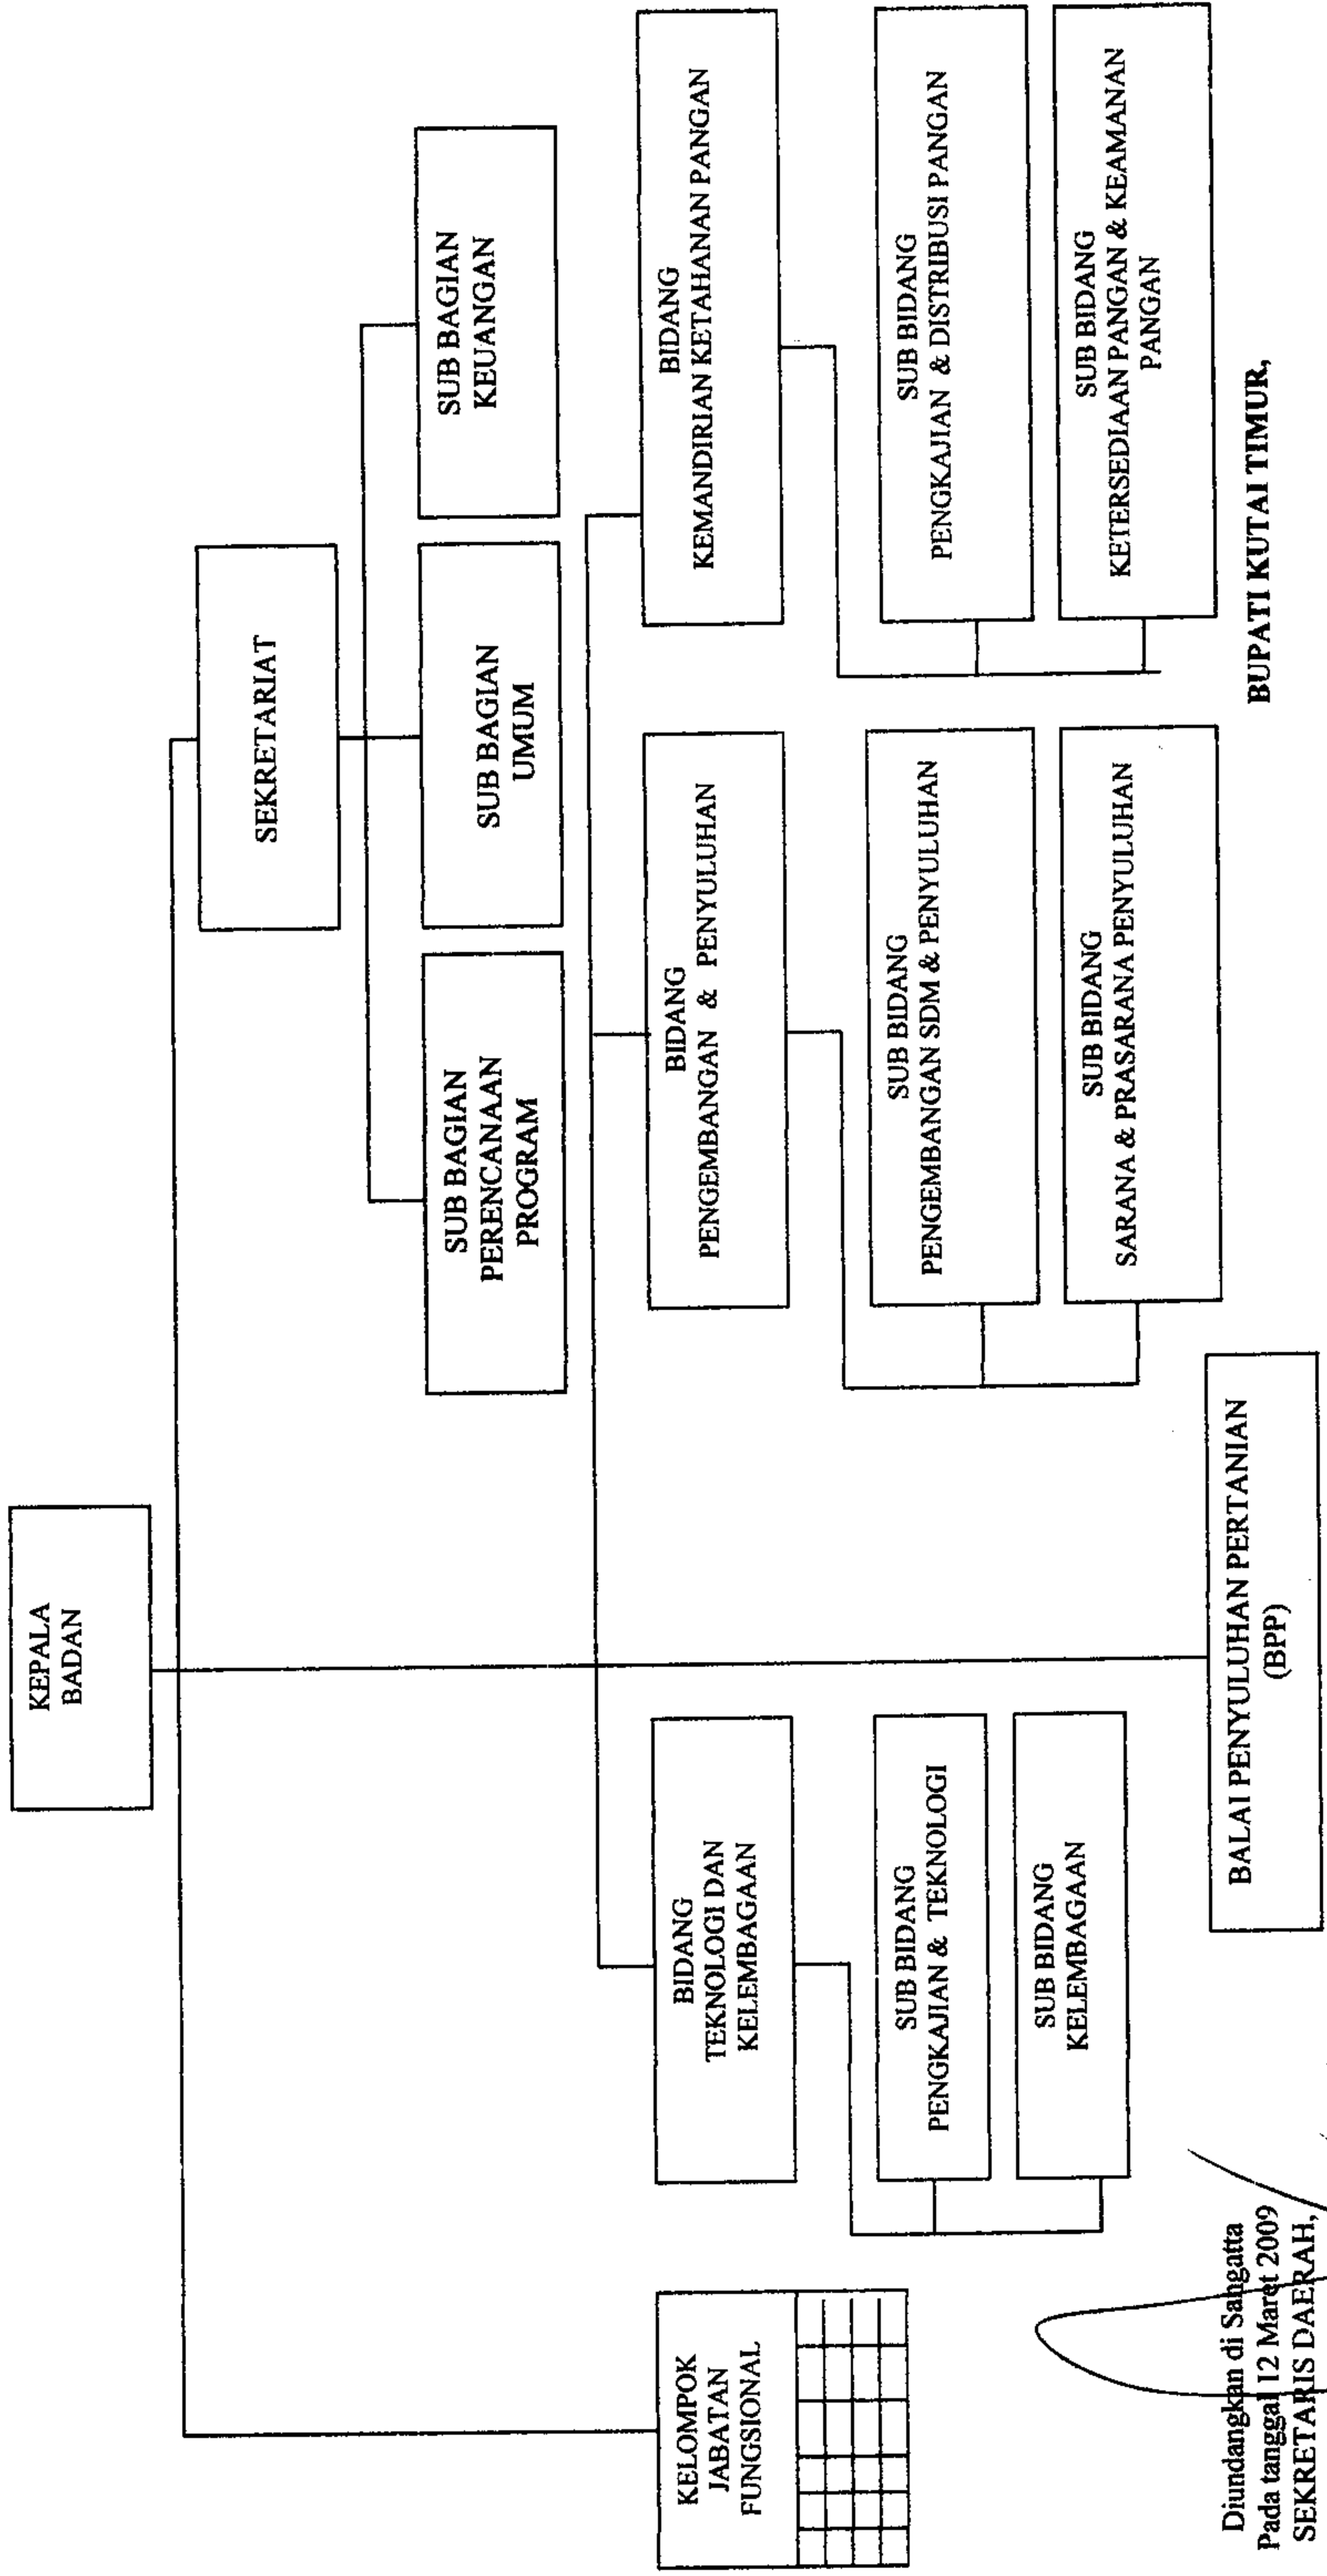 KEPALA
BADAN
SEKRETARIAT
SUB BAGIAN
PERENCANAAN
PROGRAM
SUB BAGIAN
UMUM
SUB BAGIAN
KEUANGAN
KELOMPOK
JABATAN
FUNGSIONAL
BIDANG
TEKNOLOGI DAN
KELEMBAGAAN
BIDANG
PENGEMBANGAN & PENYULUHAN
BIDANG
KEMANDIRIAN KETAHANAN PANGAN
SUB BIDANG
PENGKAJIAN & TEKNOLOGI
SUB BIDANG
KELEMBAGAAN
SUB BIDANG
PENGEMBANGAN SDM & PENYULUHAN
SUB BIDANG
SARANA & PRASARANA PENYULUHAN
SUB BIDANG
PENGKAJIAN & DISTRIBUSI PANGAN
SUB BIDANG
KETERSEDIAAN PANGAN & KEAMANAN
PANGAN
BALAI PENYULUHAN PERTANIAN
(BPP)
BUPATI KUTAI TIMUR,
Diundangkan di Sangatta
Pada tanggal 12 Maret 2009
SEKRETARIS DAERAH,